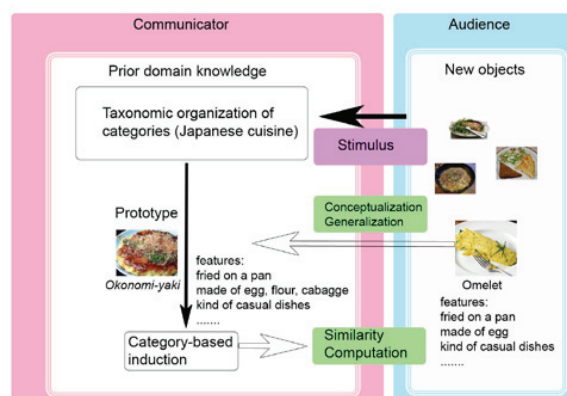 Communicator
Audience
Prior domain knowledge
New objects
Taxonomic organization of
categories (Japanese cuisine)
Stimulus
Conceptualization
Generalization
Prototype
Okonomi-yaki
features:
fried on a pan
made of egg, flour, cabagge
kind of casual dishes
.......
Omelet
features:
fried on a pan
made of egg
kind of casual dishes
.......
Category-based
induction
Similarity
Computation